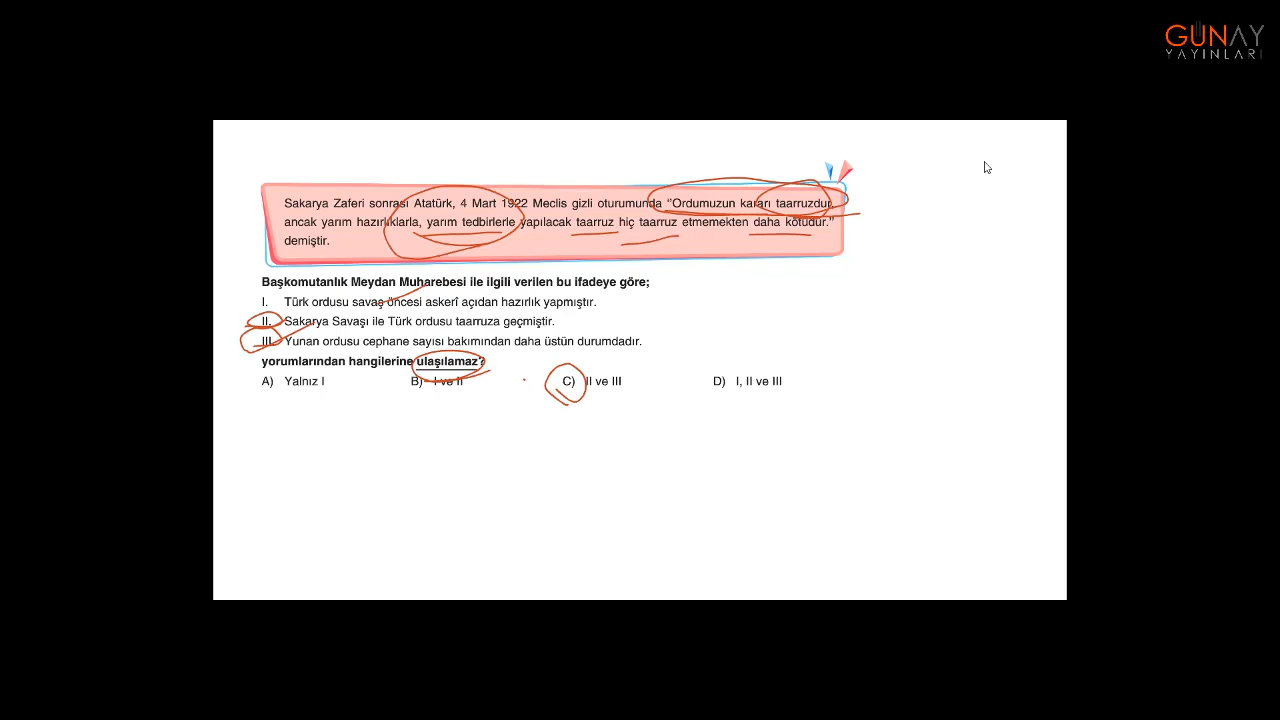 GÜNAY
YAYINLARI
Sakarya Zaferi sonrası Atatürk, 4 Mart 1922 Meclis gizli oturumunda “Ordumuzun kararı taarruzdur,
ancak yarım hazırlıklarla, yarım tedbirlerle yapılacak taarruz hiç taarruz etmemekten daha kötüdür.”
demiştir.
Başkomutanlık Meydan Muharebesi ile ilgili verilen bu ifadeye göre;
I. Türk ordusu savaş öncesi askerî açıdan hazırlık yapmıştır.
II. Sakarya Savaşı ile Türk ordusu taarruza geçmiştir.
III. Yunan ordusu cephane sayısı bakımından daha üstün durumdadır.
yorumlarından hangilerine ulaşılamaz?
A) Yalnız I B) I ve II C) II ve III D) I, II ve III